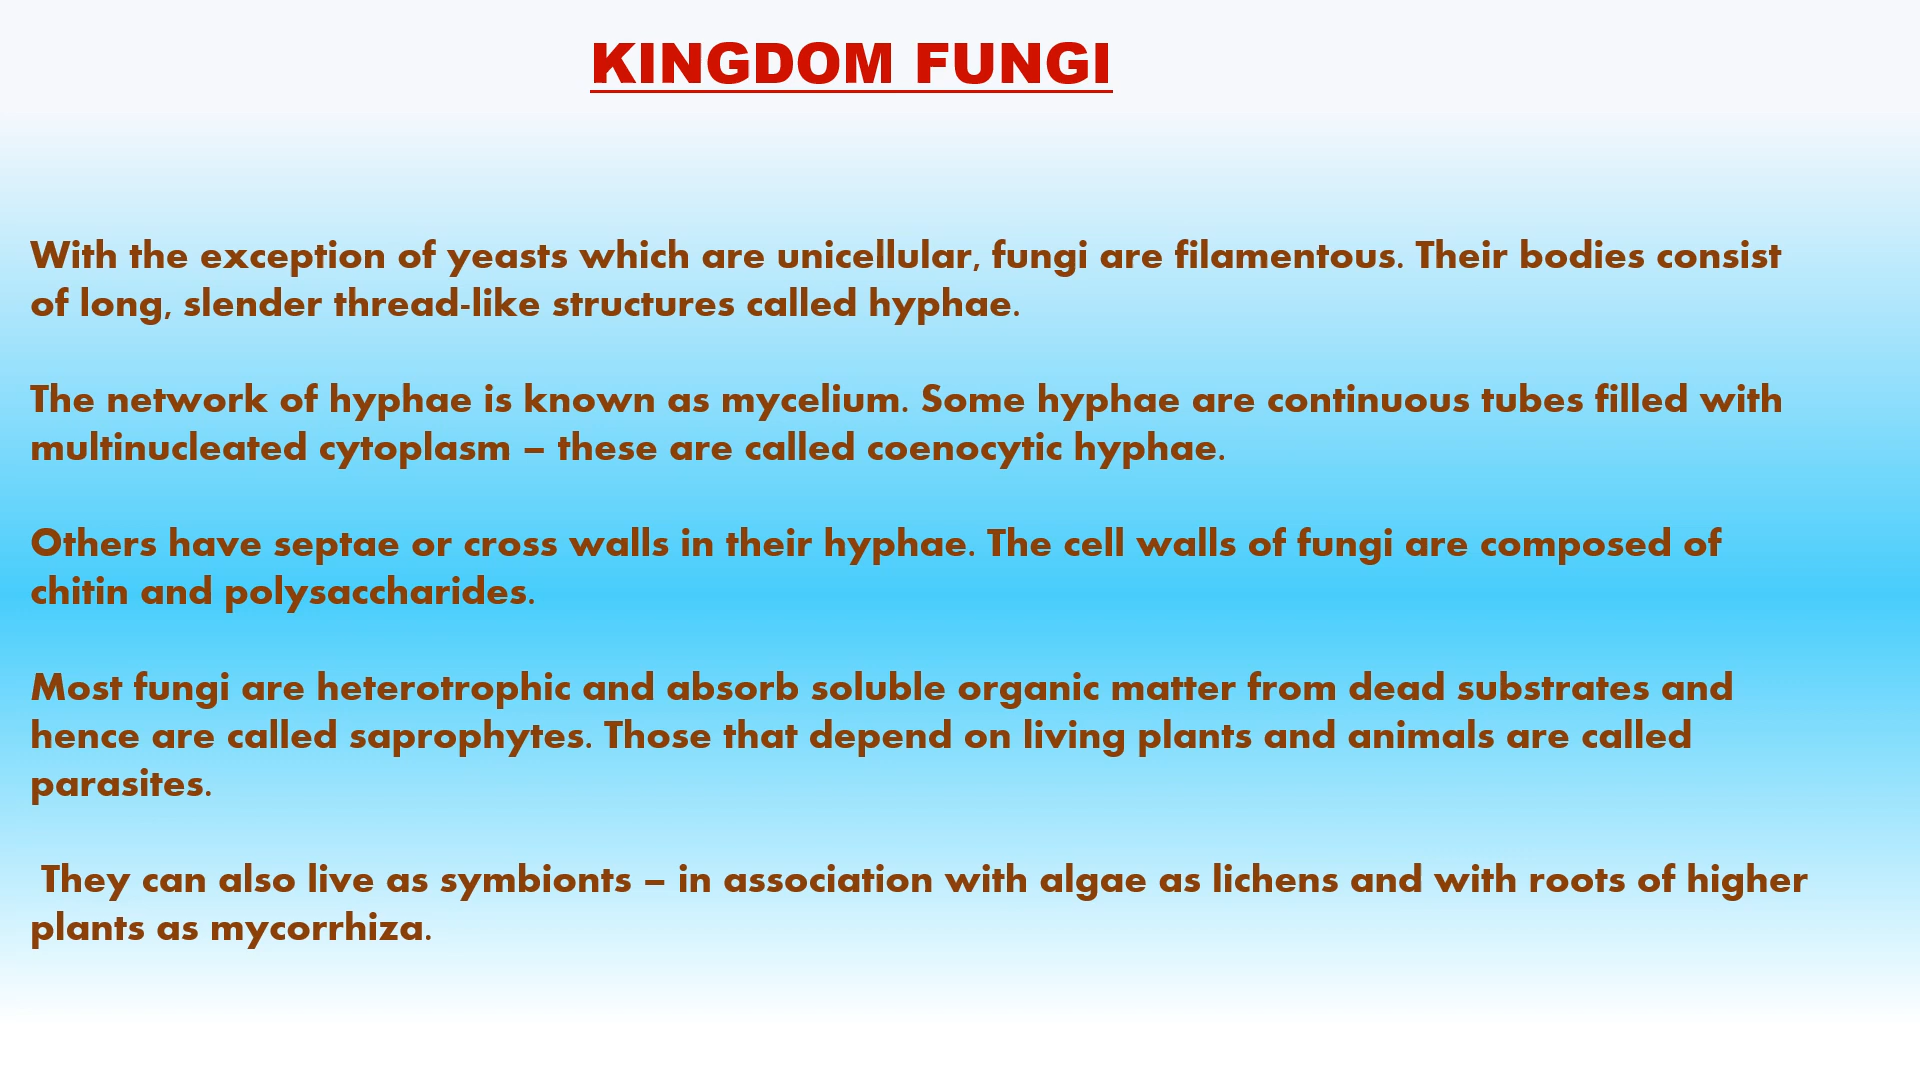 KINGDOM FUNGI
With the exception of yeasts which are unicellular, fungi are filamentous. Their bodies consist
of long, slender thread-like structures called hyphae.
The network of hyphae is known as mycelium. Some hyphae are continuous tubes filled with
multinucleated cytoplasm – these are called coenocytic hyphae.
Others have septae or cross walls in their hyphae. The cell walls of fungi are composed of
chitin and polysaccharides.
Most fungi are heterotrophic and absorb soluble organic matter from dead substrates and
hence are called saprophytes. Those that depend on living plants and animals are called
parasites.
They can also live as symbionts – in association with algae as lichens and with roots of higher
plants as mycorrhiza.